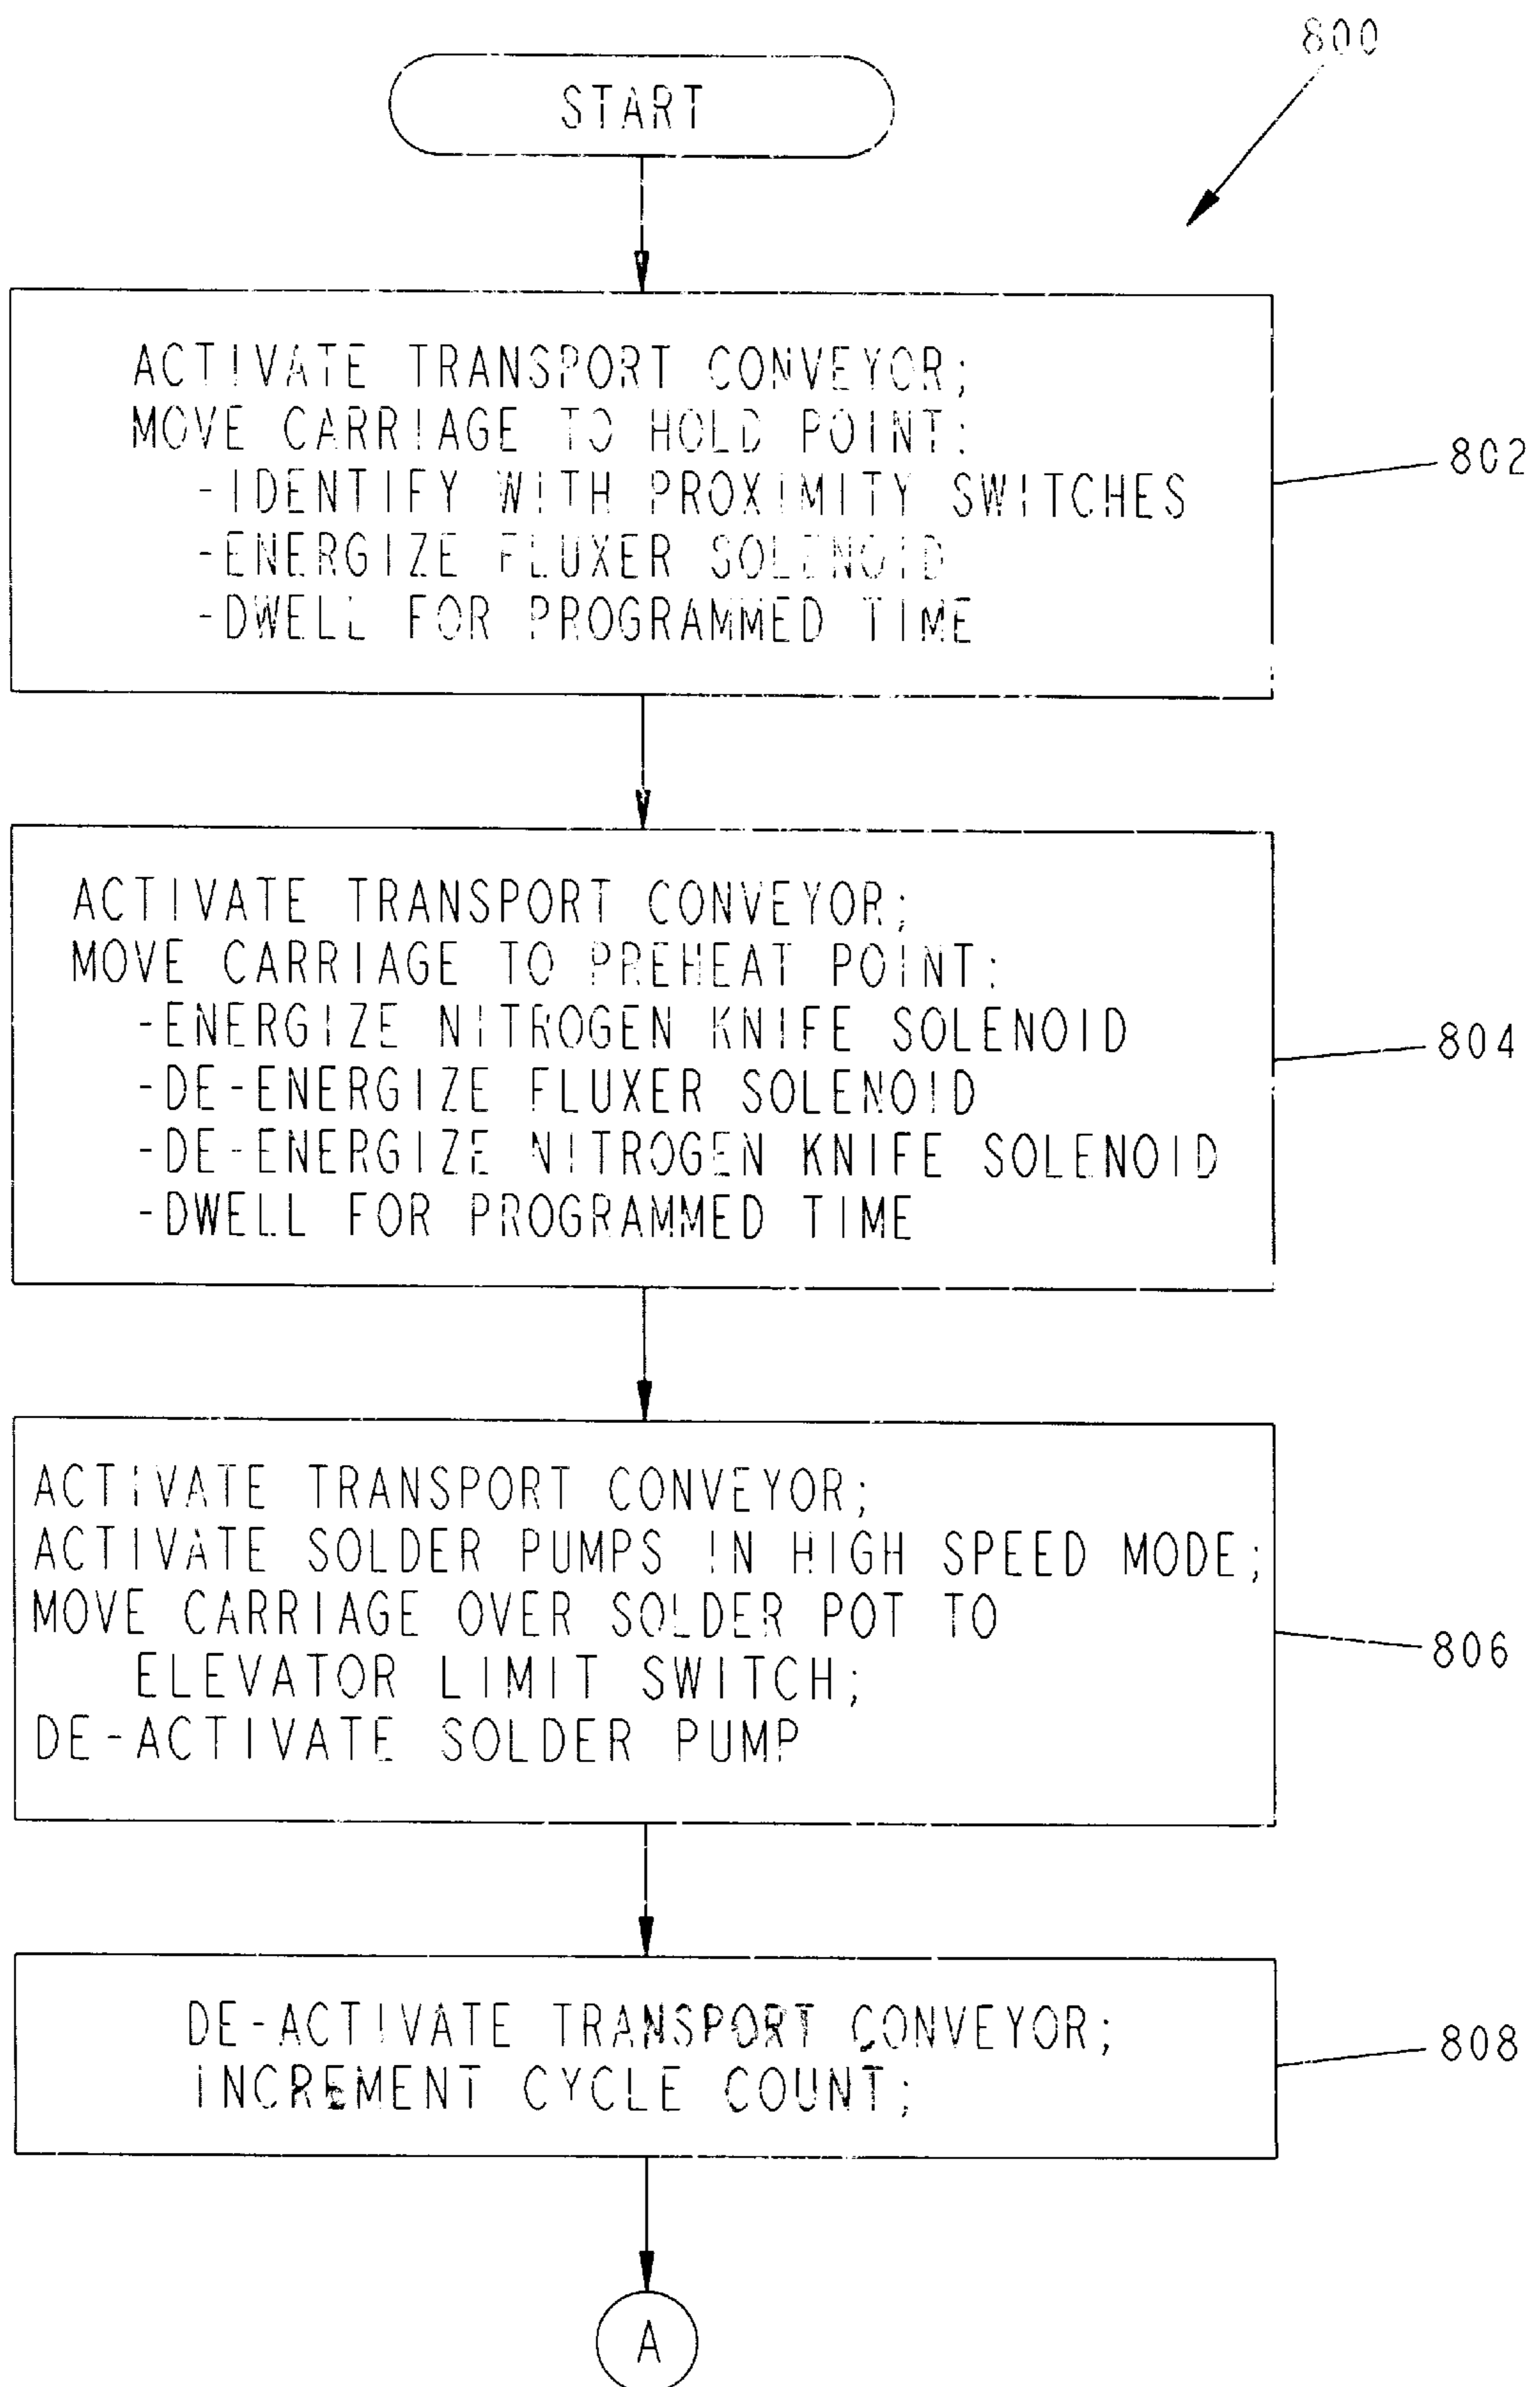 800
START
ACTIVATE TRANSPORT CONVEYOR;
MOVE CARRIAGE TO HOLD POINT:
-IDENTIFY WITH PROXIMITY SWITCHES
-ENERGIZE FLUXER SOLENOID
-DWELL FOR PROGRAMMED TIME
802
ACTIVATE TRANSPORT CONVEYOR;
MOVE CARRIAGE TO PREHEAT POINT:
-ENERGIZE NITROGEN KNIFE SOLENOID
-DE-ENERGIZE FLUXER SOLENOID
-DE-ENERGIZE NITROGEN KNIFE SOLENOID
-DWELL FOR PROGRAMMED TIME
804
ACTIVATE TRANSPORT CONVEYOR;
ACTIVATE SOLDER PUMPS IN HIGH SPEED MODE;
MOVE CARRIAGE OVER SOLDER POT TO
ELEVATOR LIMIT SWITCH;
DE-ACTIVATE SOLDER PUMP
806
DE-ACTIVATE TRANSPORT CONVEYOR;
INCREMENT CYCLE COUNT;
808
A